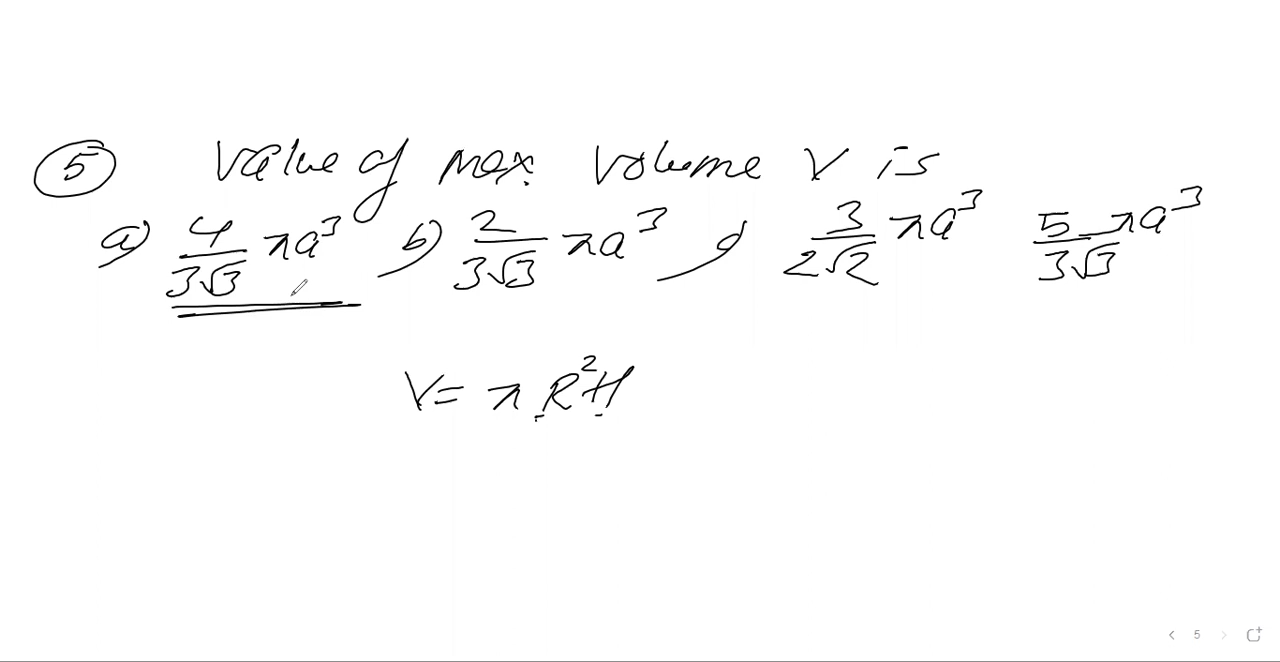 ⑤ Value of max. volume V is
a) 4/3√3 πa³ b) 2/3√3 πa³ c) 3/2√2 πa³ 5/3√3 πa³
V = πR²H
< 5 >